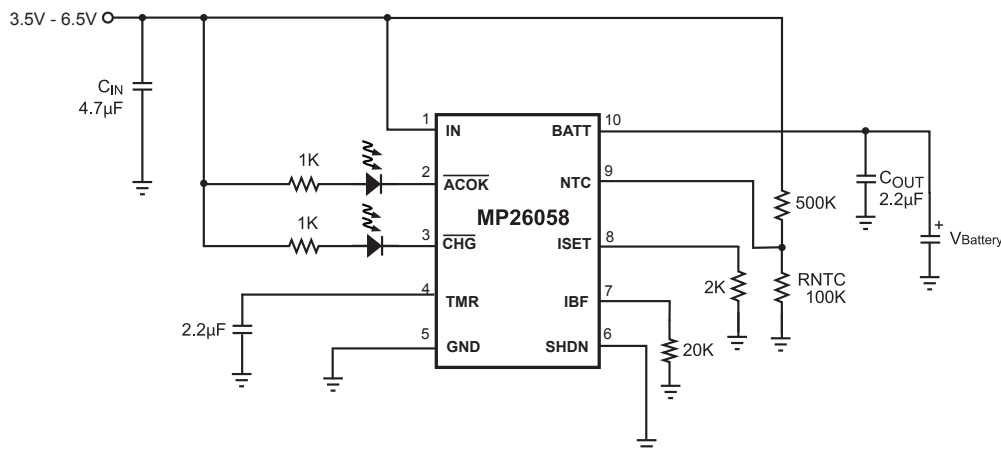 3.5V - 6.5V
CIN
4.7µF
1K
1K
2.2µF
1
IN
2
ACOK
3
CHG
4
TMR
5
GND
MP26058
10
BATT
9
NTC
8
ISET
7
IBF
6
SHDN
2K
20K
500K
RNTC
100K
COUT
2.2µF
+
VBattery